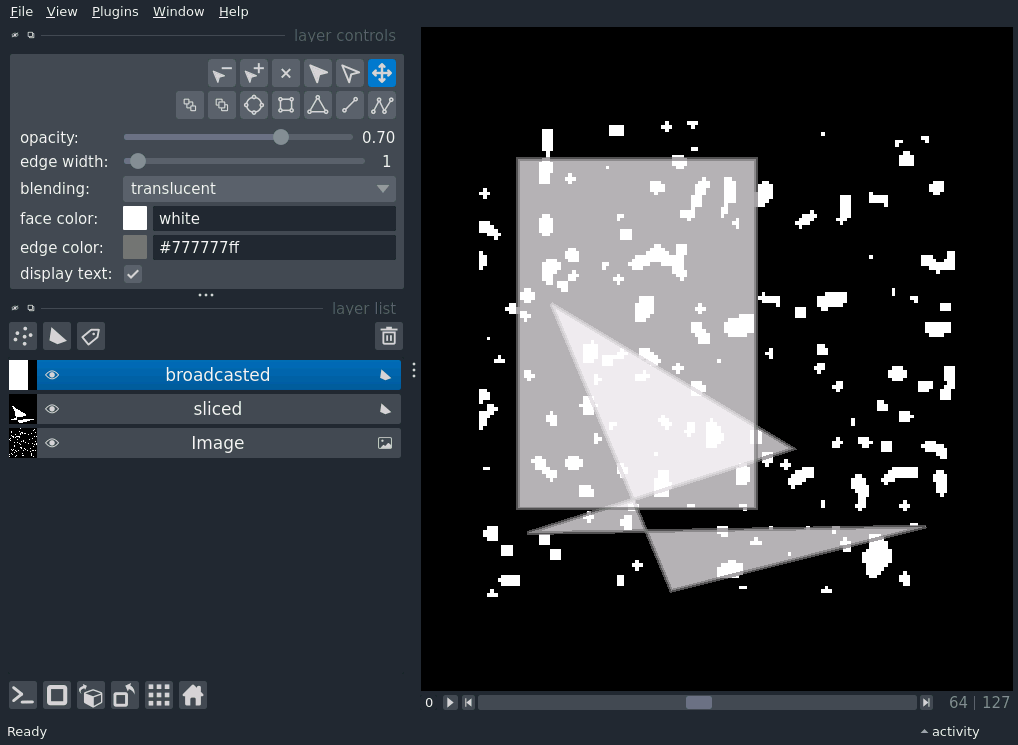 File View Plugins Window Help
layer controls
opacity: 0.70
edge width: 1
blending: translucent
face color: white
edge color: #777777ff
display text:
layer list
broadcasted
sliced
Image
0 64 | 127
Ready activity